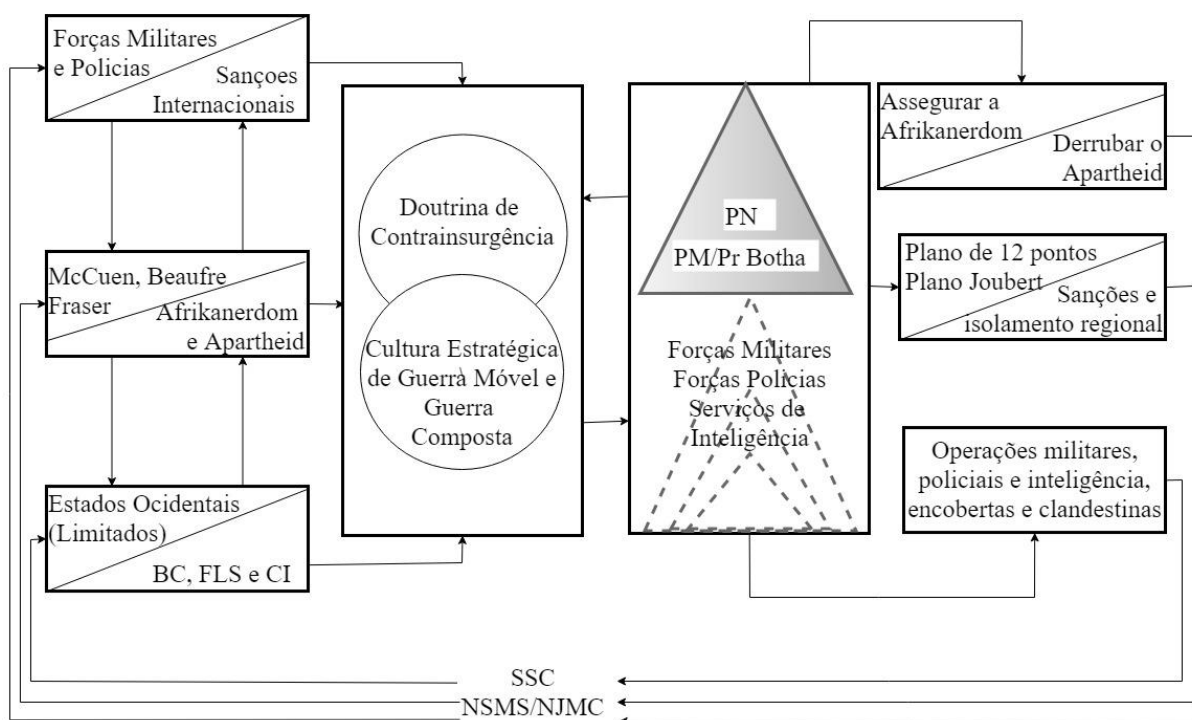 Forças Militares
e Policias
Sançoes
Internacionais
McCuen, Beaufre
Fraser
Afrikanerdom
e Apartheid
Estados Ocidentais
(Limitados)
BC, FLS e CI
Doutrina de
Contrainsurgência
Cultura Estratégica
de Guerra Móvel e
Guerra
Composta
PN
PM/Pr Botha
Forças Militares
Forças Polícias
Serviços de
Inteligência
Assegurar a
Afrikanerdom
Derrubar o
Apartheid
Plano de 12 pontos
Plano Joubert
Sanções e
isolamento regional
Operações militares,
policiais e inteligência,
encobertas e clandestinas
SSC
NSMS/NJMC